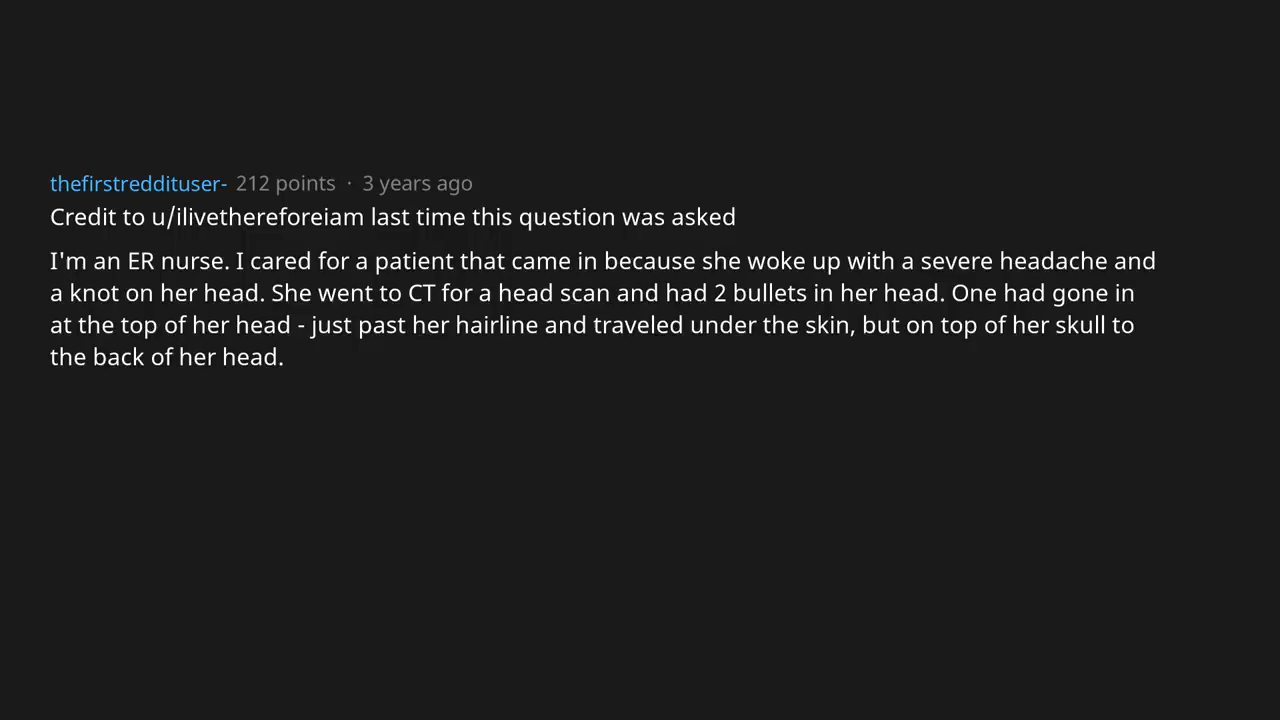 thefirstreddituser- 212 points · 3 years ago
Credit to u/ilivethereforeiam last time this question was asked
I'm an ER nurse. I cared for a patient that came in because she woke up with a severe headache and
a knot on her head. She went to CT for a head scan and had 2 bullets in her head. One had gone in
at the top of her head - just past her hairline and traveled under the skin, but on top of her skull to
the back of her head.